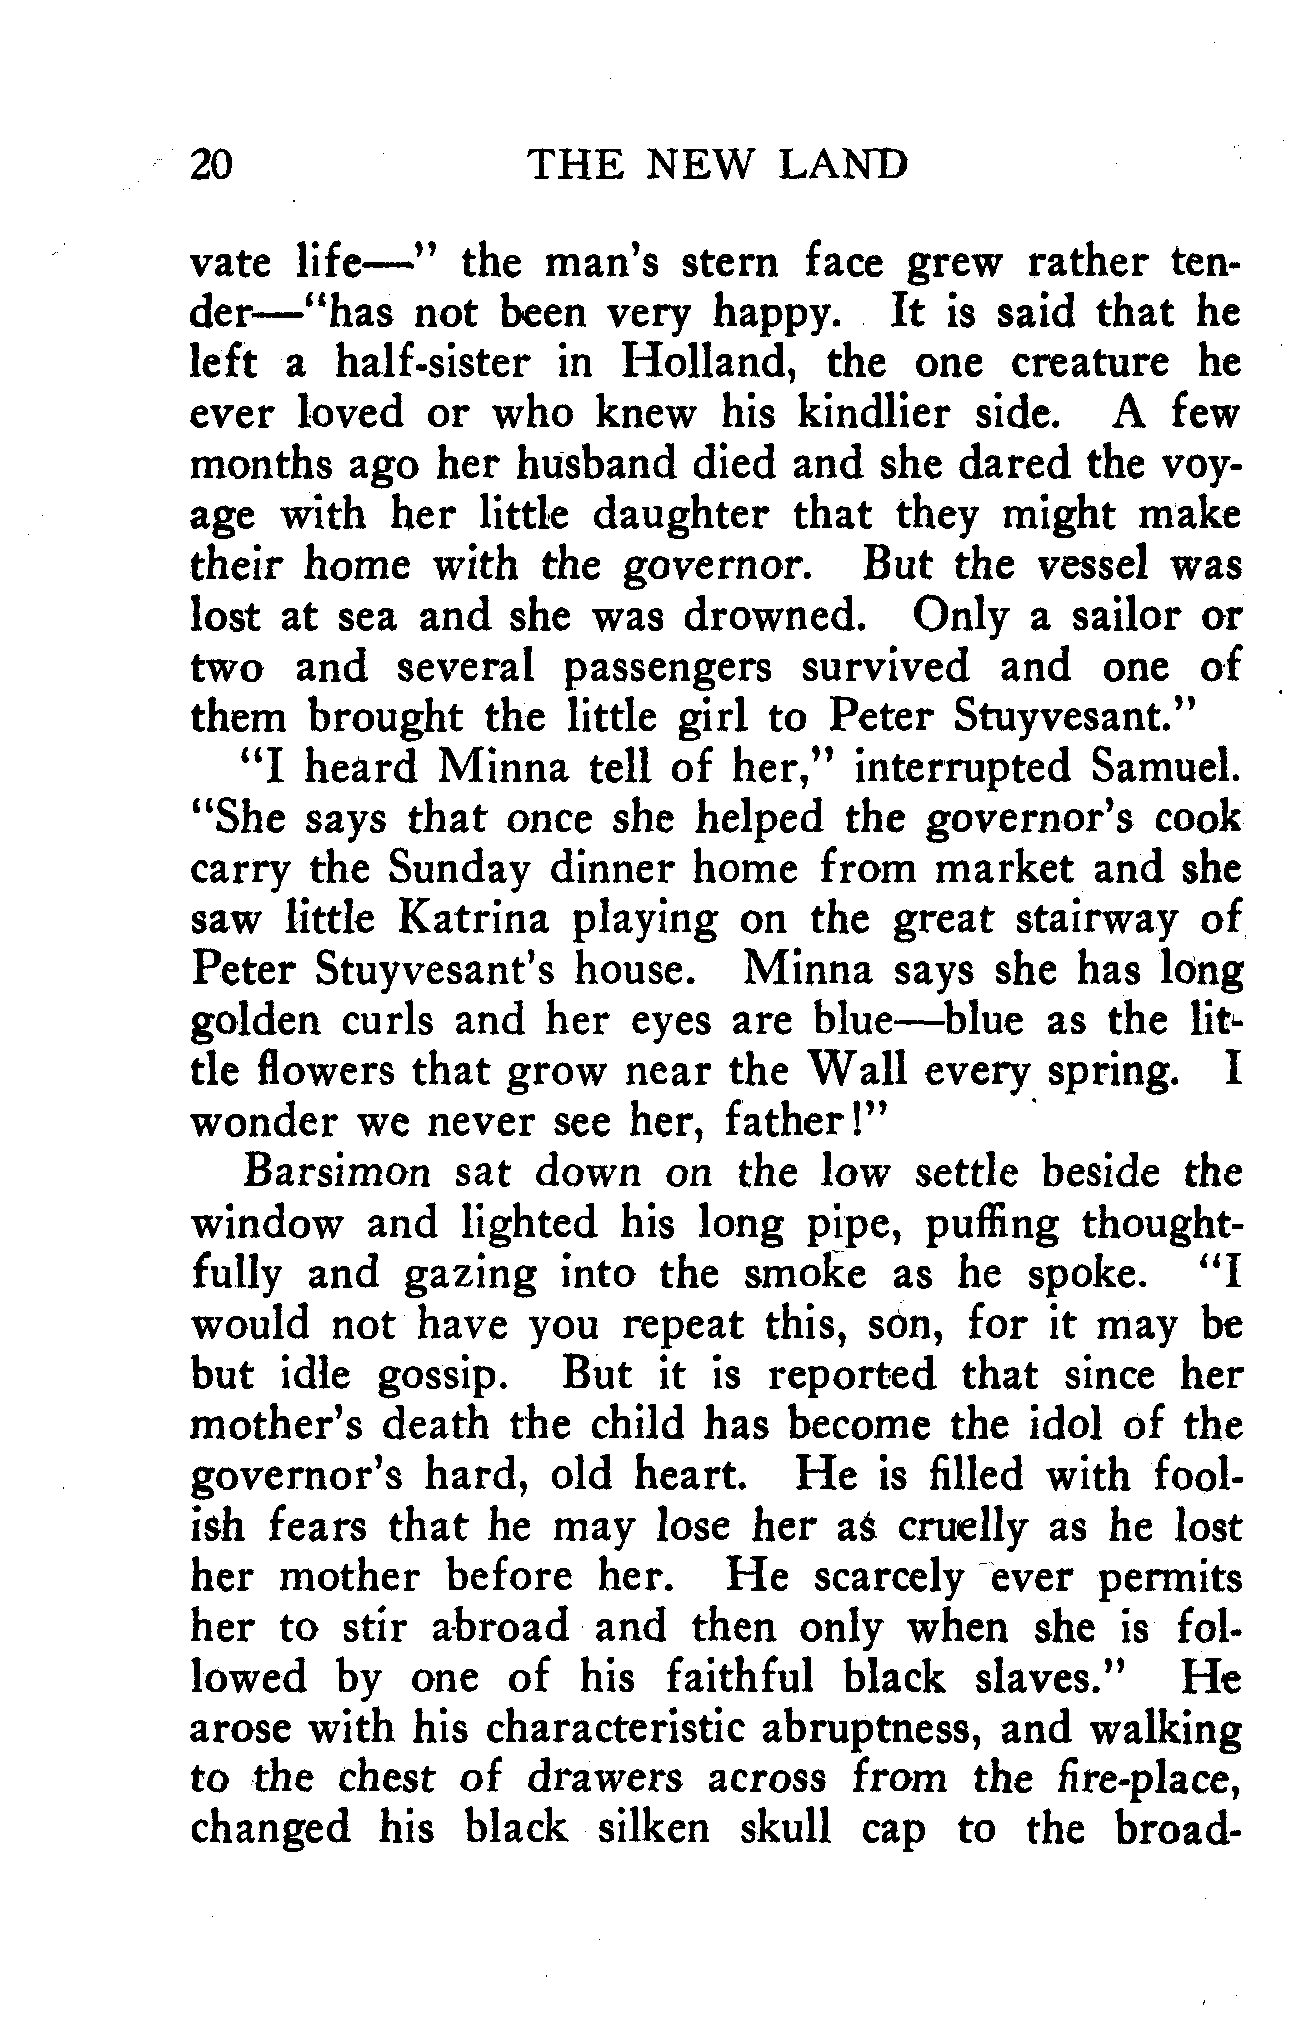 20 THE NEW LAND
vate life—" the man's stern face grew rather ten-
der—"has not been very happy. It is said that he
left a half-sister in Holland, the one creature he
ever loved or who knew his kindlier side. A few
months ago her husband died and she dared the voy-
age with her little daughter that they might make
their home with the governor. But the vessel was
lost at sea and she was drowned. Only a sailor or
two and several passengers survived and one of
them brought the little girl to Peter Stuyvesant."
"I heard Minna tell of her," interrupted Samuel.
"She says that once she helped the governor's cook
carry the Sunday dinner home from market and she
saw little Katrina playing on the great stairway of
Peter Stuyvesant's house. Minna says she has long
golden curls and her eyes are blue—blue as the lit-
tle flowers that grow near the Wall every spring. I
wonder we never see her, father!"
Barsimon sat down on the low settle beside the
window and lighted his long pipe, puffing thought-
fully and gazing into the smoke as he spoke. "I
would not have you repeat this, son, for it may be
but idle gossip. But it is reported that since her
mother's death the child has become the idol of the
governor's hard, old heart. He is filled with fool-
ish fears that he may lose her as cruelly as he lost
her mother before her. He scarcely ever permits
her to stir abroad and then only when she is fol-
lowed by one of his faithful black slaves." He
arose with his characteristic abruptness, and walking
to the chest of drawers across from the fire-place,
changed his black silken skull cap to the broad-